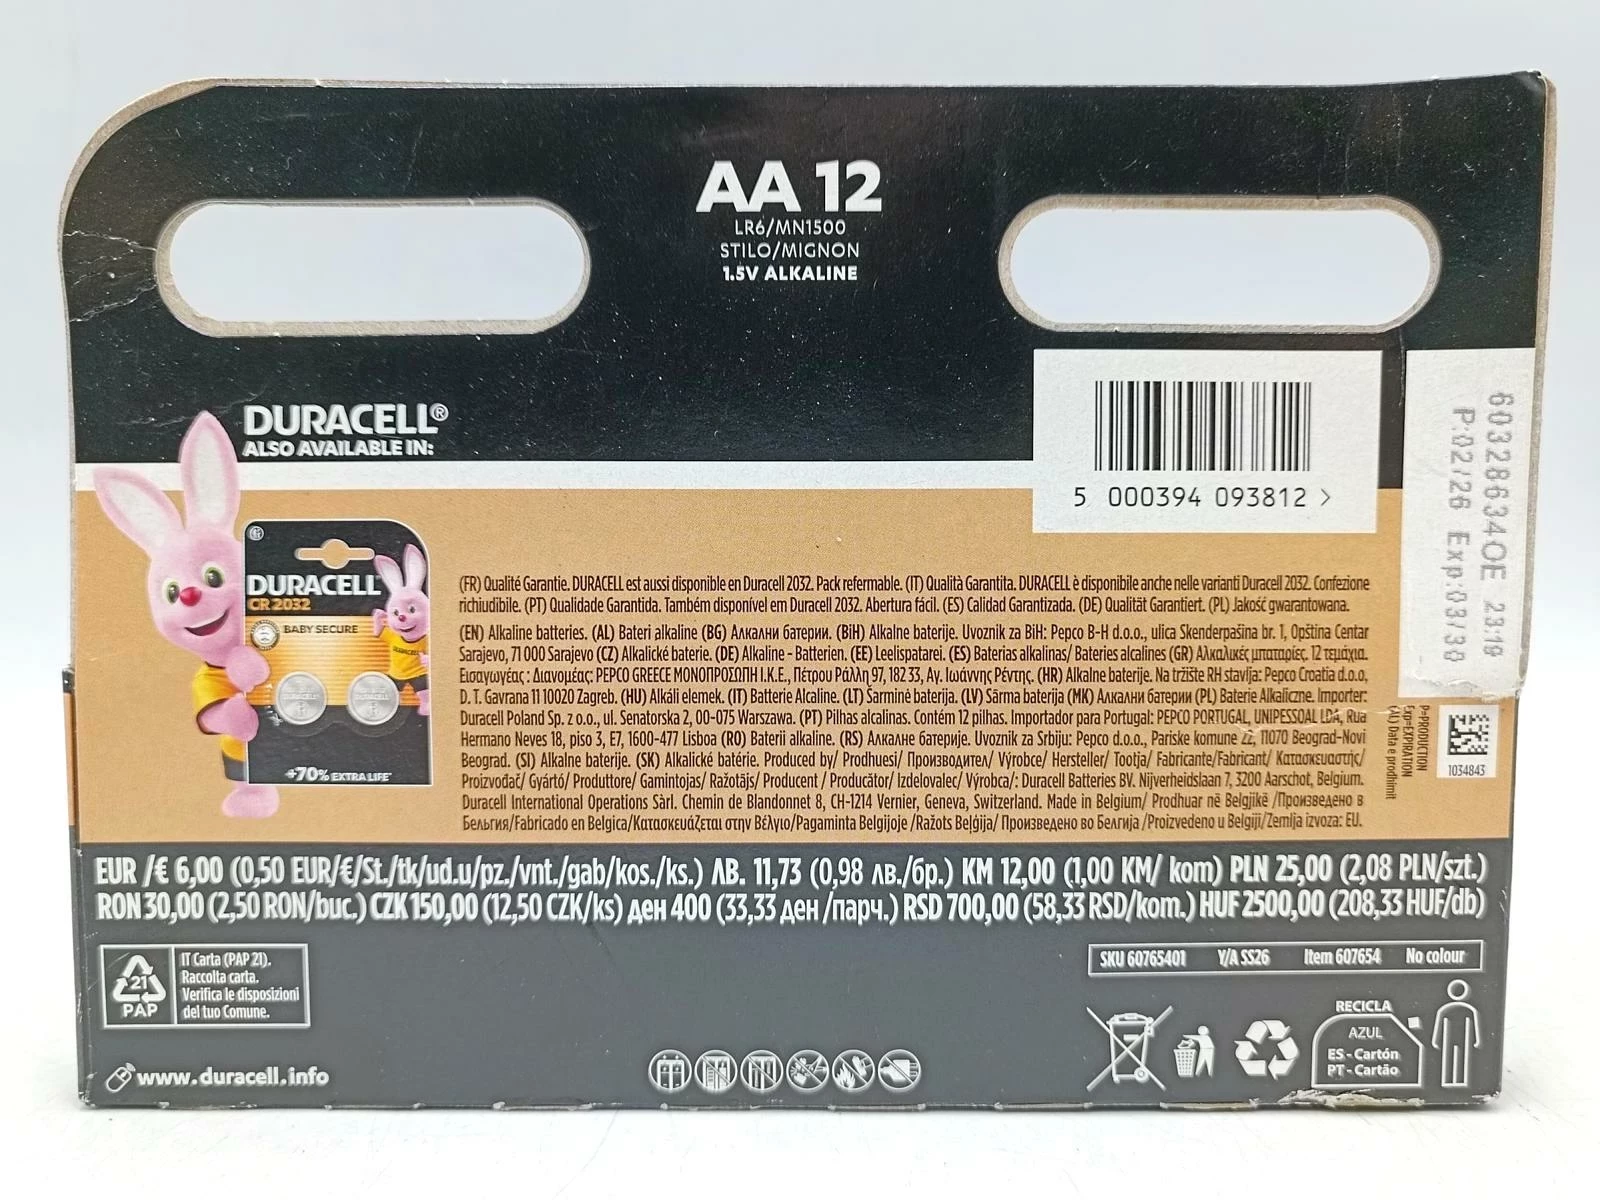 AA 12
LR6/MN1500
STILO/MIGNON
1.5V ALKALINE
DURACELL®
ALSO AVAILABLE IN:
5 000394 093812 >
60328634OE 23:19
P:02/26 Exp:03/30
DURACELL
CR 2032
BABY SECURE
DURACELL
+70% EXTRA LIFE*
(FR) Qualité Garantie. DURACELL est aussi disponible en Duracell 2032. Pack refermable. (IT) Qualità Garantita. DURACELL è disponibile anche nelle varianti Duracell 2032. Confezione
richiudibile. (PT) Qualidade Garantida. Também disponível em Duracell 2032. Abertura fácil. (ES) Calidad Garantizada. (DE) Qualität Garantiert. (PL) Jakość gwarantowana.
(EN) Alkaline batteries. (AL) Bateri alkaline (BG) Алкални батерии. (BiH) Alkalne baterije. Uvoznik za BiH: Pepco B-H d.o.o., ulica Skenderpašina br. 1, Opština Centar
Sarajevo, 71 000 Sarajevo (CZ) Alkalické baterie. (DE) Alkaline - Batterien. (EE) Leelispatarei. (ES) Baterias alkalinas/ Bateries alcalines (GR) Αλκαλικές μπαταρίες. 12 τεμάχια.
Εισαγωγέας : Διανομέας: PEPCO GREECE ΜΟΝΟΠΡΟΣΩΠΗ Ι.Κ.Ε., Πέτρου Ράλλη 97, 182 33, Αγ. Ιωάννης Ρέντης. (HR) Alkalne baterije. Na tržište RH stavlja: Pepco Croatia d.o.o,
D. T. Gavrana 11 10020 Zagreb. (HU) Alkáli elemek. (IT) Batterie Alcaline. (LT) Šarminė baterija. (LV) Sārma baterija (MK) Алкални батерии (PL) Baterie Alkaliczne. Importer:
Duracell Poland Sp. z o.o., ul. Senatorska 2, 00-075 Warszawa. (PT) Pilhas alcalinas. Contém 12 pilhas. Importador para Portugal: PEPCO PORTUGAL, UNIPESSOAL LDA, Rua
Hermano Neves 18, piso 3, E7, 1600-477 Lisboa (RO) Baterii alkaline. (RS) Алкалне батерије. Uvoznik za Srbiju: Pepco d.o.o., Pariske komune 22, 11070 Beograd-Novi
Beograd. (SI) Alkalne baterije. (SK) Alkalické batérie. Produced by/ Prodhuesi/ Производител/ Výrobce/ Hersteller/ Tootja/ Fabricante/Fabricant/ Κατασκευαστής/
Proizvođač/ Gyártó/ Produttore/ Gamintojas/ Ražotājs/ Producent / Producător/ Izdelovalec/ Výrobca/: Duracell Batteries BV. Nijverheidslaan 7, 3200 Aarschot, Belgium.
Duracell International Operations Sàrl. Chemin de Blandonnet 8, CH-1214 Vernier, Geneva, Switzerland. Made in Belgium/ Prodhuar në Belgjikë /Произведено в
Белгия/Fabricado en Belgica/Κατασκευάζεται στην Βέλγιο/Pagaminta Belgijoje /Ražots Beļģija/ Произведено во Белгија /Proizvedeno u Belgiji/Zemlja izvoza: EU.
P=PRODUCTION
Exp=EXPIRATION
(AL) Data e prodhimit
1034843
EUR /€ 6,00 (0,50 EUR/€/St./tk/ud.u/pz./vnt./gab/kos./ks.) ЛВ. 11,73 (0,98 лв./бр.) KM 12,00 (1,00 KM/ kom) PLN 25,00 (2,08 PLN/szt.)
RON 30,00 (2,50 RON/buc.) CZK 150,00 (12,50 CZK/ks) ден 400 (33,33 ден /парч.) RSD 700,00 (58,33 RSD/kom.) HUF 2500,00 (208,33 HUF/db)
21
PAP
IT Carta (PAP 21).
Raccolta carta.
Verifica le disposizioni
del tuo Comune.
SKU 60765401 Y/A SS26 Item 607654 No colour
RECICLA
AZUL
ES - Cartón
PT - Cartão
www.duracell.info